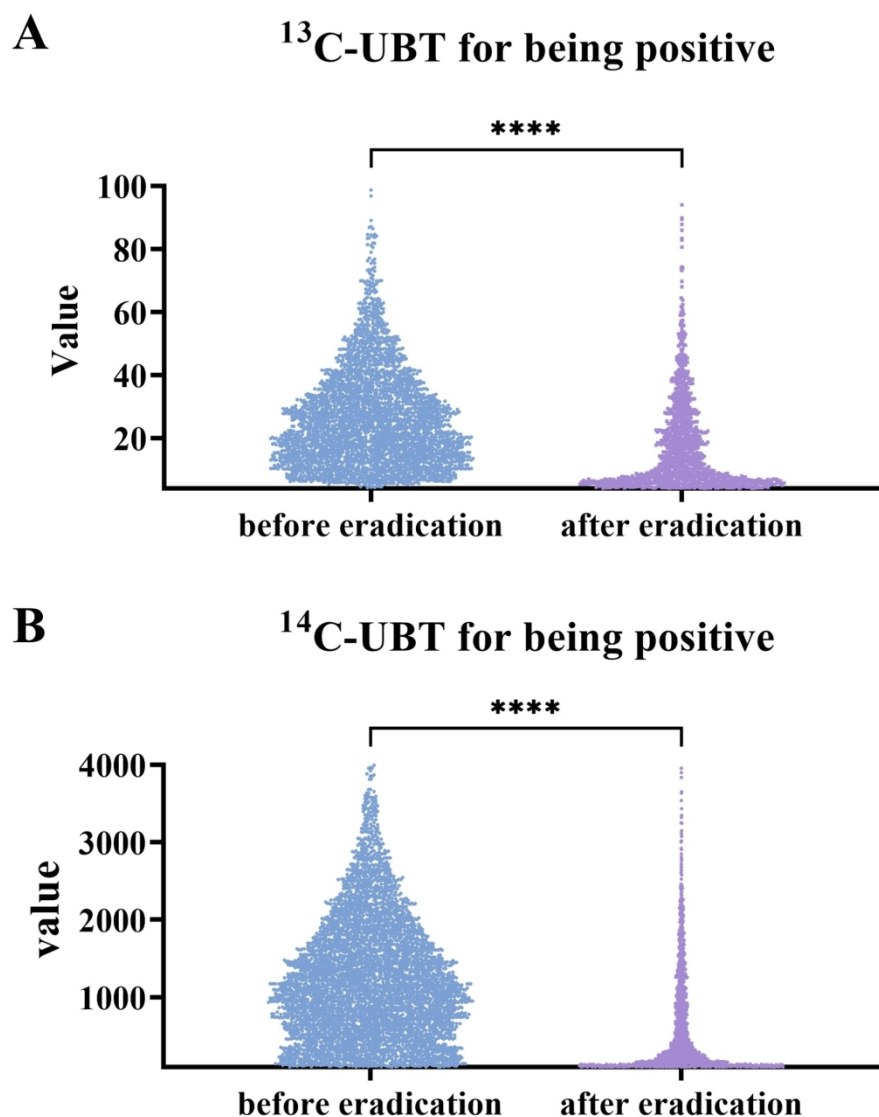 A
¹³C-UBT for being positive
****
Value
100
80
60
40
20
before eradication after eradication
B
¹⁴C-UBT for being positive
****
value
4000
3000
2000
1000
before eradication after eradication